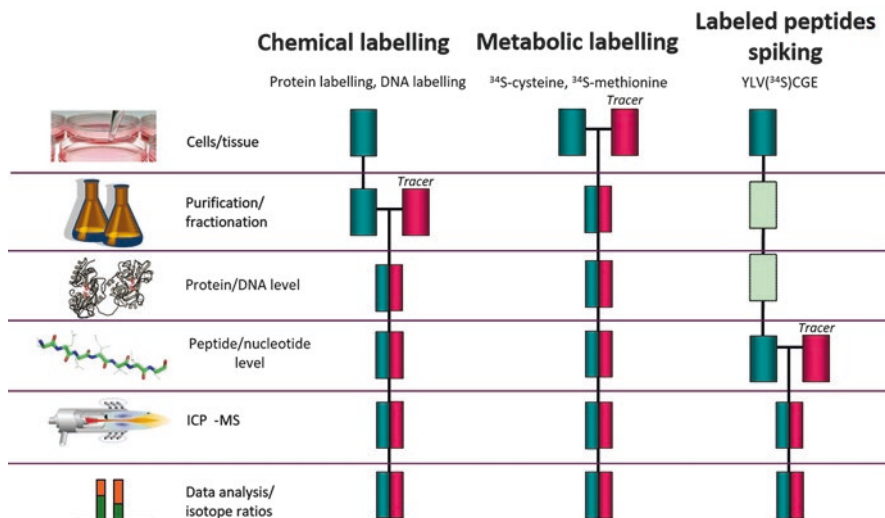 Chemical labelling
Metabolic labelling
Labeled peptides
spiking
Protein labelling, DNA labelling
³⁴S-cysteine, ³⁴S-methionine
YLV(³⁴S)CGE
Tracer
Cells/tissue
Tracer
Purification/
fractionation
Protein/DNA level
Tracer
Peptide/nucleotide
level
ICP -MS
Data analysis/
isotope ratios